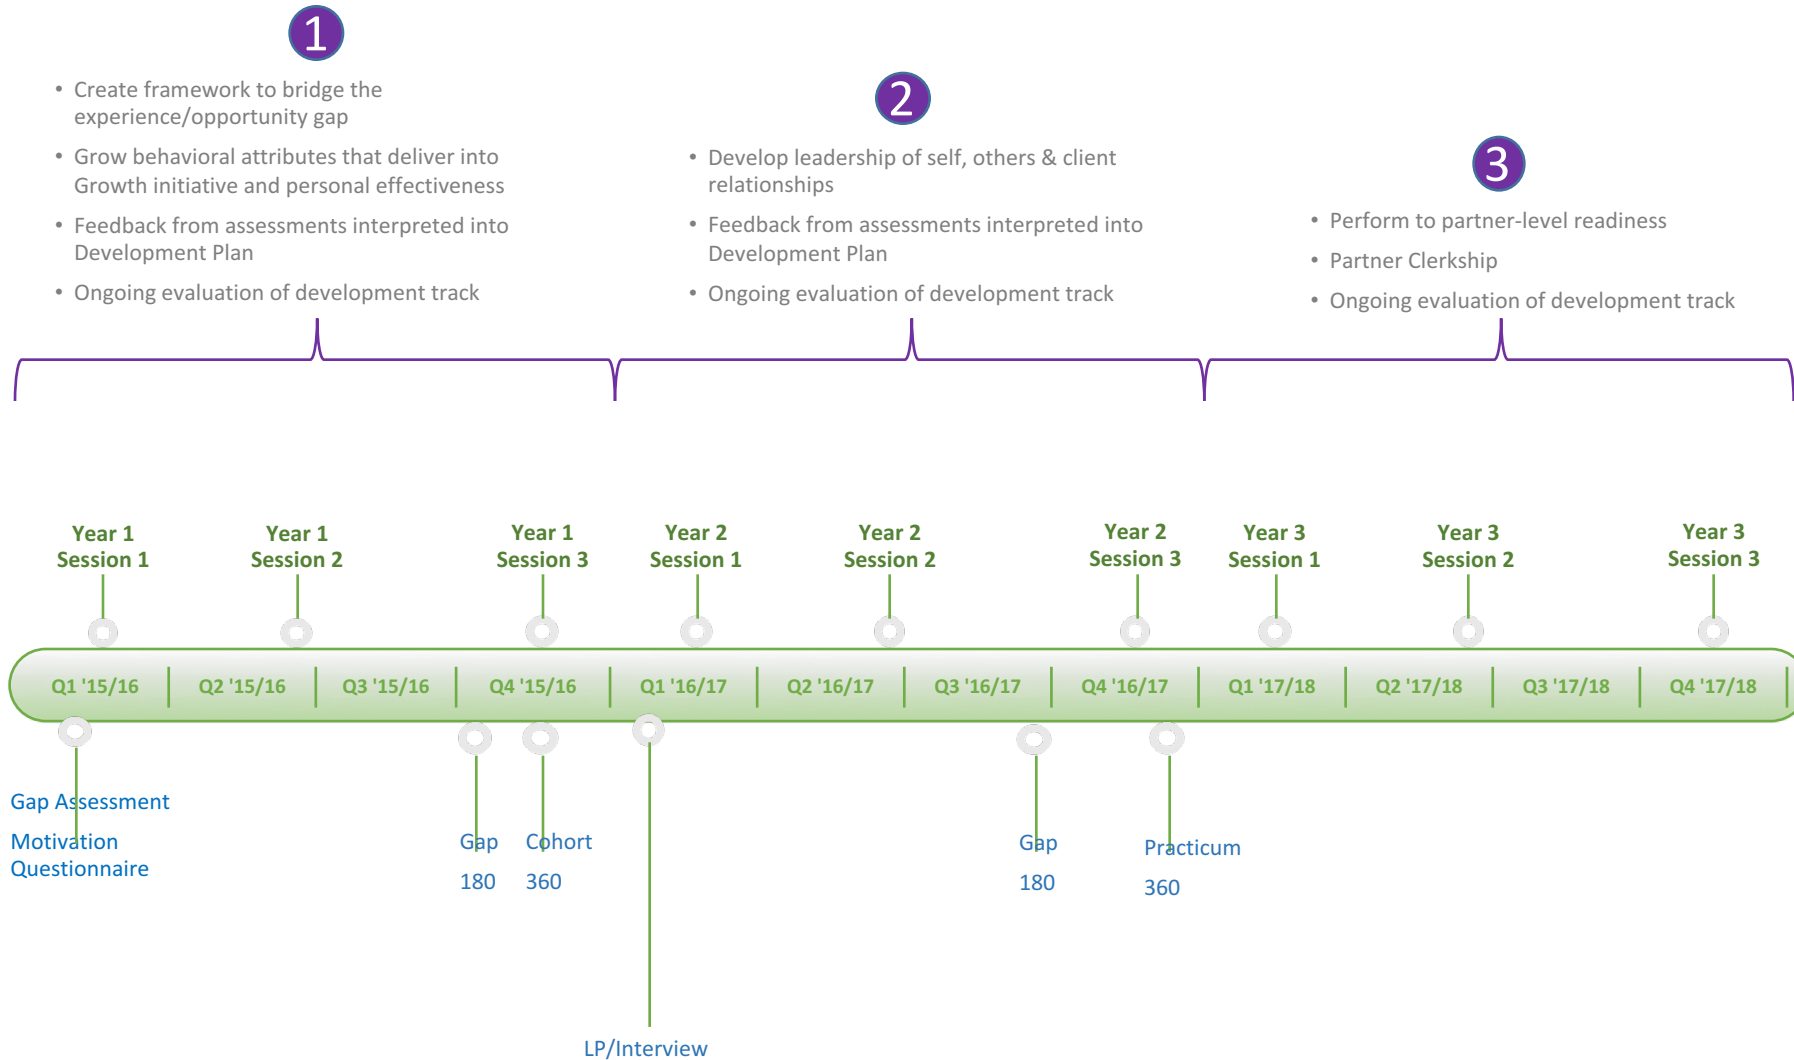 1
• Create framework to bridge the
experience/opportunity gap
• Grow behavioral attributes that deliver into
Growth initiative and personal effectiveness
• Feedback from assessments interpreted into
Development Plan
• Ongoing evaluation of development track
2
• Develop leadership of self, others & client
relationships
• Feedback from assessments interpreted into
Development Plan
• Ongoing evaluation of development track
3
• Perform to partner-level readiness
• Partner Clerkship
• Ongoing evaluation of development track
Year 1
Session 1
Year 1
Session 2
Year 1
Session 3
Year 2
Session 1
Year 2
Session 2
Year 2
Session 3
Year 3
Session 1
Year 3
Session 2
Year 3
Session 3
Q1 '15/16
Q2 '15/16
Q3 '15/16
Q4 '15/16
Q1 '16/17
Q2 '16/17
Q3 '16/17
Q4 '16/17
Q1 '17/18
Q2 '17/18
Q3 '17/18
Q4 '17/18
Gap Assessment
Motivation
Questionnaire
Gap
180
Cohort
360
LP/Interview
Gap
180
Practicum
360